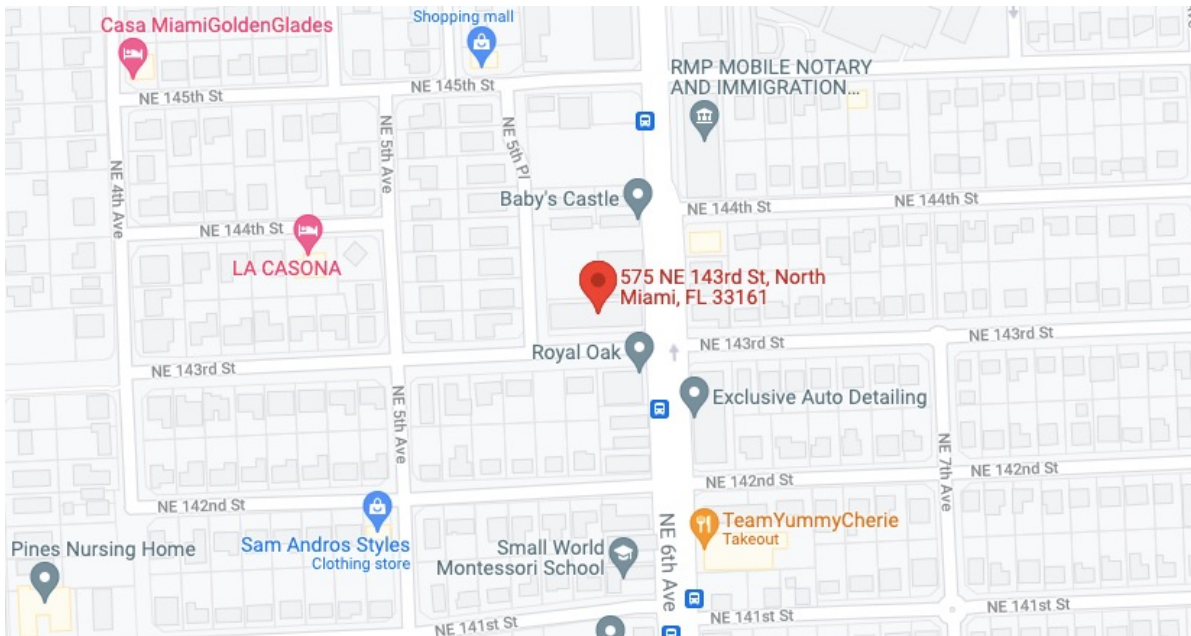 Casa MiamiGoldenGlades
Shopping mall
RMP MOBILE NOTARY
AND IMMIGRATION...
NE 145th St
NE 145th St
NE 4th Ave
NE 5th Ave
NE 5th Pl
Baby's Castle
NE 144th St
NE 144th St
NE 144th St
LA CASONA
575 NE 143rd St, North
Miami, FL 33161
Royal Oak
NE 143rd St
NE 143rd St
NE 143rd St
Exclusive Auto Detailing
NE 5th Ave
NE 7th Ave
NE 142nd St
NE 142nd St
NE 142nd St
Sam Andros Styles
Clothing store
Pines Nursing Home
Small World
Montessori School
NE 6th Ave
TeamYummyCherie
Takeout
NE 141st St
NE 141st St
NE 141st St